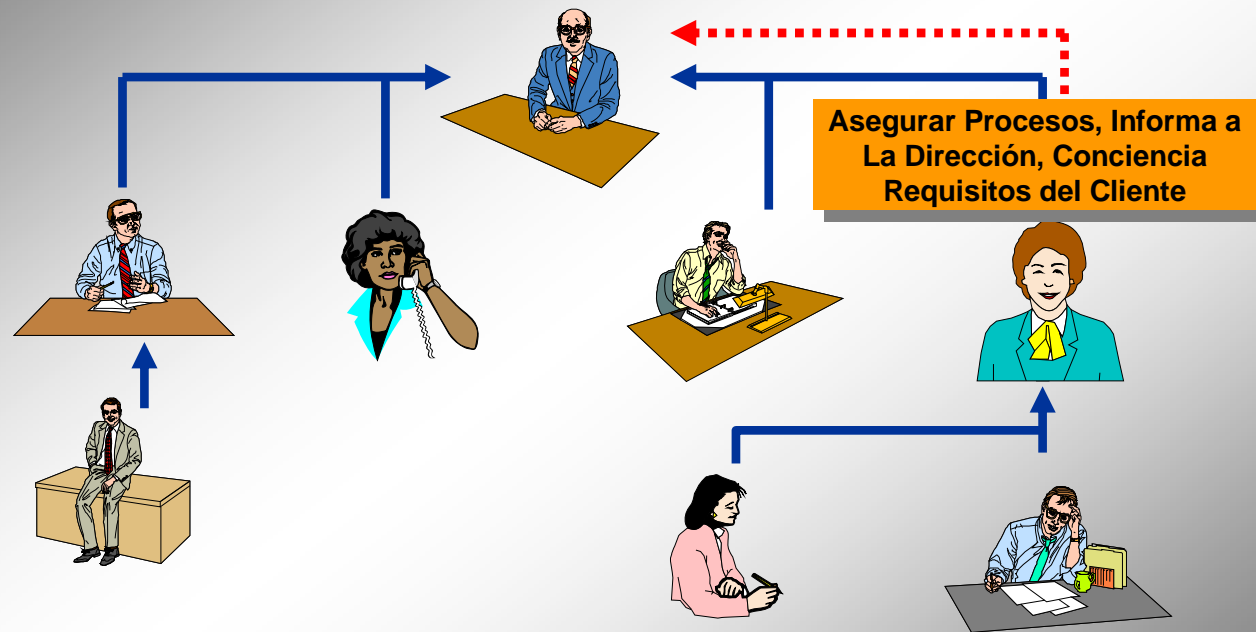 Asegurar Procesos, Informa a
La Dirección, Conciencia
Requisitos del Cliente